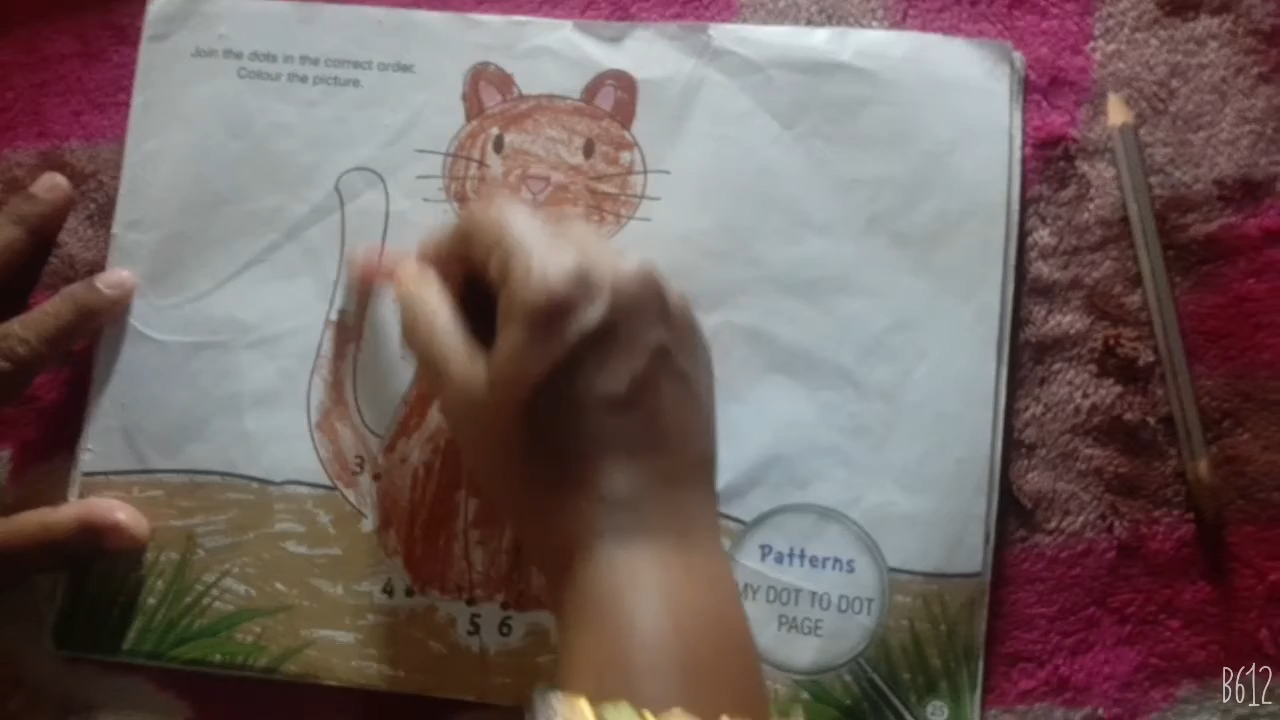 Join the dots in the correct order.
Colour the picture.
3
4
5 6
Patterns
MY DOT TO DOT
PAGE
25
B612